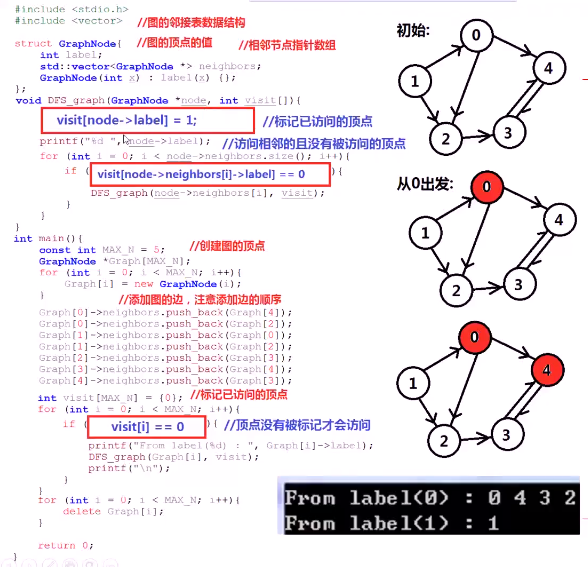 #include <stdio.h>
#include <vector> //图的邻接表数据结构
struct GraphNode{ //图的顶点的值 //相邻节点指针数组
int label;
std::vector<GraphNode *> neighbors;
GraphNode(int x) : label(x) {};
};
void DFS_graph(GraphNode *node, int visit[]){
visit[node->label] = 1; //标记已访问的顶点
printf("%d ", node->label); //访问相邻的且没有被访问的顶点
for (int i = 0; i < node->neighbors.size(); i++){
if ( visit[node->neighbors[i]->label] == 0 ){
DFS_graph(node->neighbors[i], visit);
}
}
}
int main(){
const int MAX_N = 5; //创建图的顶点
GraphNode *Graph[MAX_N];
for (int i = 0; i < MAX_N; i++){
Graph[i] = new GraphNode(i);
}
//添加图的边，注意添加边的顺序
Graph[0]->neighbors.push_back(Graph[4]);
Graph[0]->neighbors.push_back(Graph[2]);
Graph[1]->neighbors.push_back(Graph[0]);
Graph[1]->neighbors.push_back(Graph[2]);
Graph[2]->neighbors.push_back(Graph[3]);
Graph[3]->neighbors.push_back(Graph[4]);
Graph[4]->neighbors.push_back(Graph[3]);
int visit[MAX_N] = {0}; //标记已访问的顶点
for (int i = 0; i < MAX_N; i++){
if ( visit[i] == 0 ){ //顶点没有被标记才会访问
printf("From label(%d) : ", Graph[i]->label);
DFS_graph(Graph[i], visit);
printf("\n");
}
}
for (int i = 0; i < MAX_N; i++){
delete Graph[i];
}
return 0;
}
初始:
0
4
1
2
3
从0出发:
0
4
1
2
3
0
4
1
2
3
From label(0) : 0 4 3 2
From label(1) : 1